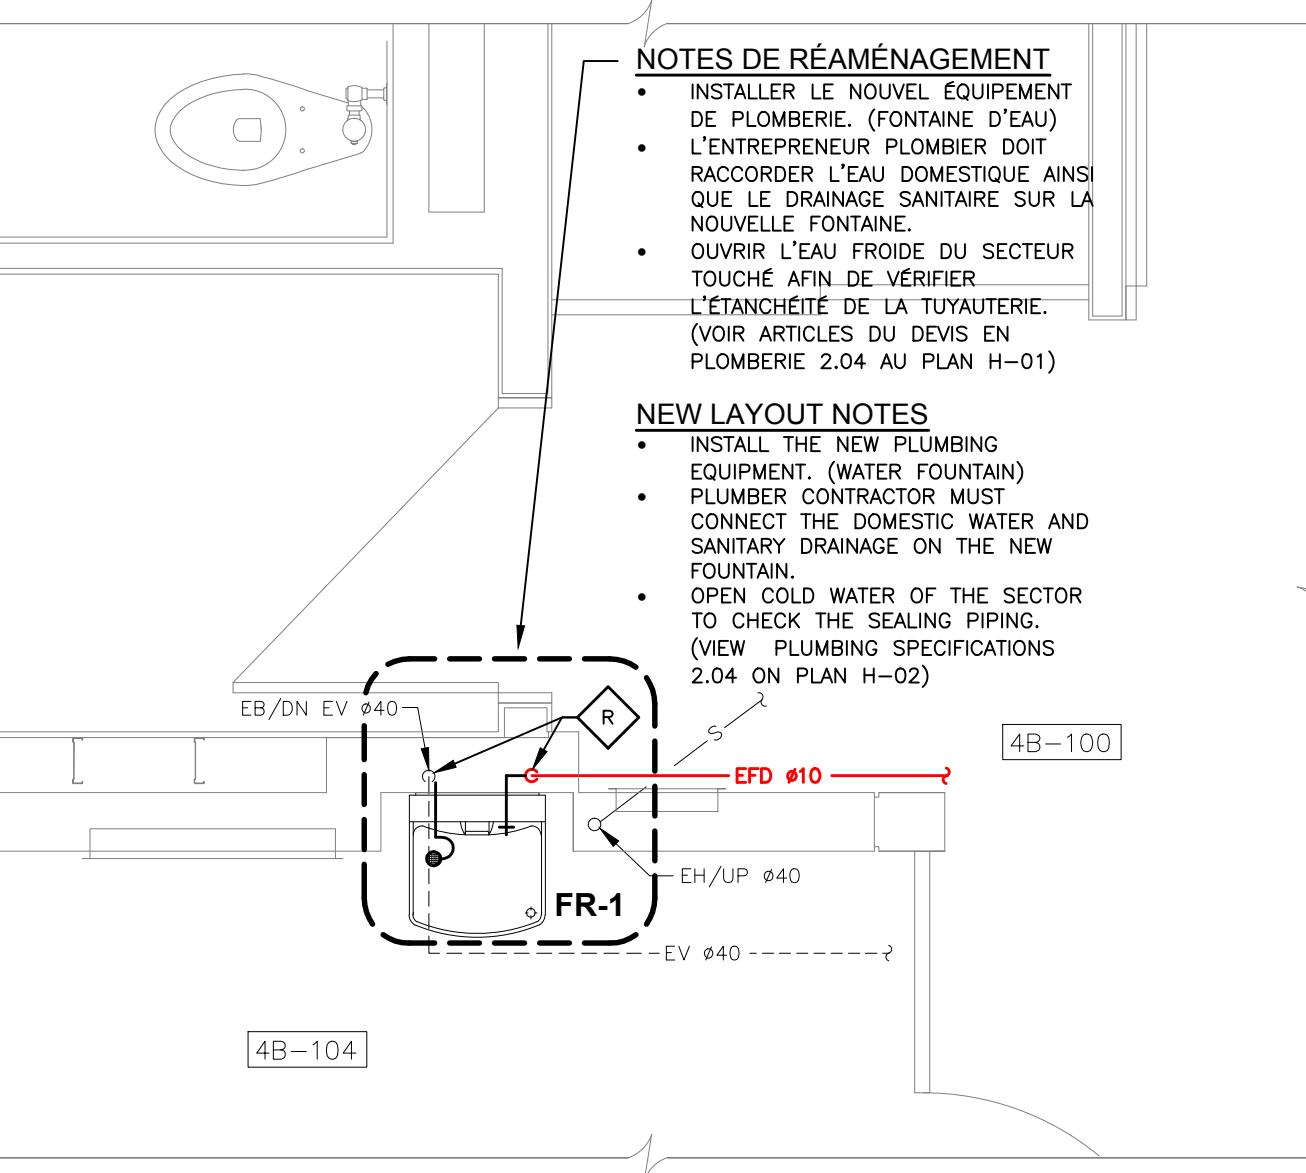 NOTES DE RÉAMÉNAGEMENT
• INSTALLER LE NOUVEL ÉQUIPEMENT
DE PLOMBERIE. (FONTAINE D'EAU)
• L'ENTREPRENEUR PLOMBIER DOIT
RACCORDER L'EAU DOMESTIQUE AINSI
QUE LE DRAINAGE SANITAIRE SUR LA
NOUVELLE FONTAINE.
• OUVRIR L'EAU FROIDE DU SECTEUR
TOUCHÉ AFIN DE VÉRIFIER
L'ÉTANCHÉITÉ DE LA TUYAUTERIE.
(VOIR ARTICLES DU DEVIS EN
PLOMBERIE 2.04 AU PLAN H-01)
NEW LAYOUT NOTES
• INSTALL THE NEW PLUMBING
EQUIPMENT. (WATER FOUNTAIN)
• PLUMBER CONTRACTOR MUST
CONNECT THE DOMESTIC WATER AND
SANITARY DRAINAGE ON THE NEW
FOUNTAIN.
• OPEN COLD WATER OF THE SECTOR
TO CHECK THE SEALING PIPING.
(VIEW PLUMBING SPECIFICATIONS
2.04 ON PLAN H-02)
EB/DN EV ø40
R
S
4B-100
EFD ø10
EH/UP ø40
FR-1
EV ø40
4B-104